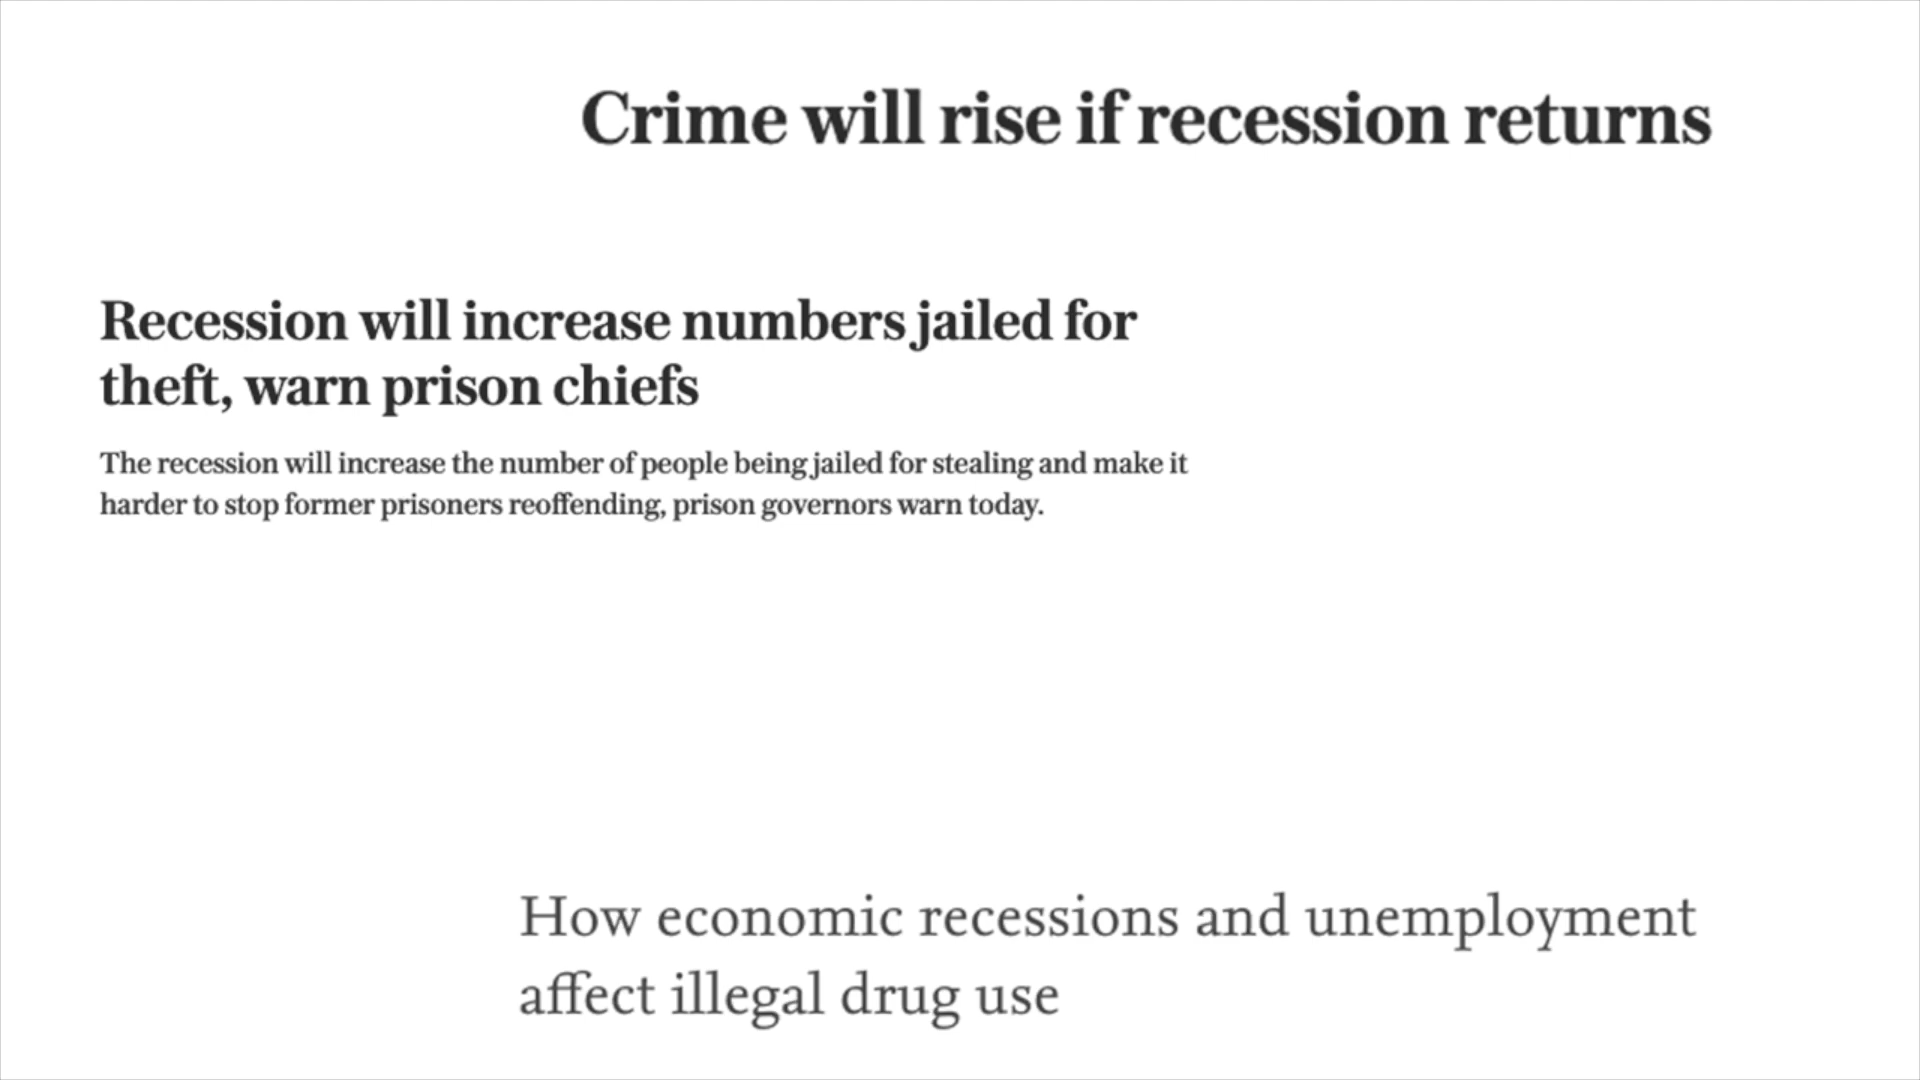 Crime will rise if recession returns
Recession will increase numbers jailed for
theft, warn prison chiefs
The recession will increase the number of people being jailed for stealing and make it
harder to stop former prisoners reoffending, prison governors warn today.
How economic recessions and unemployment
affect illegal drug use